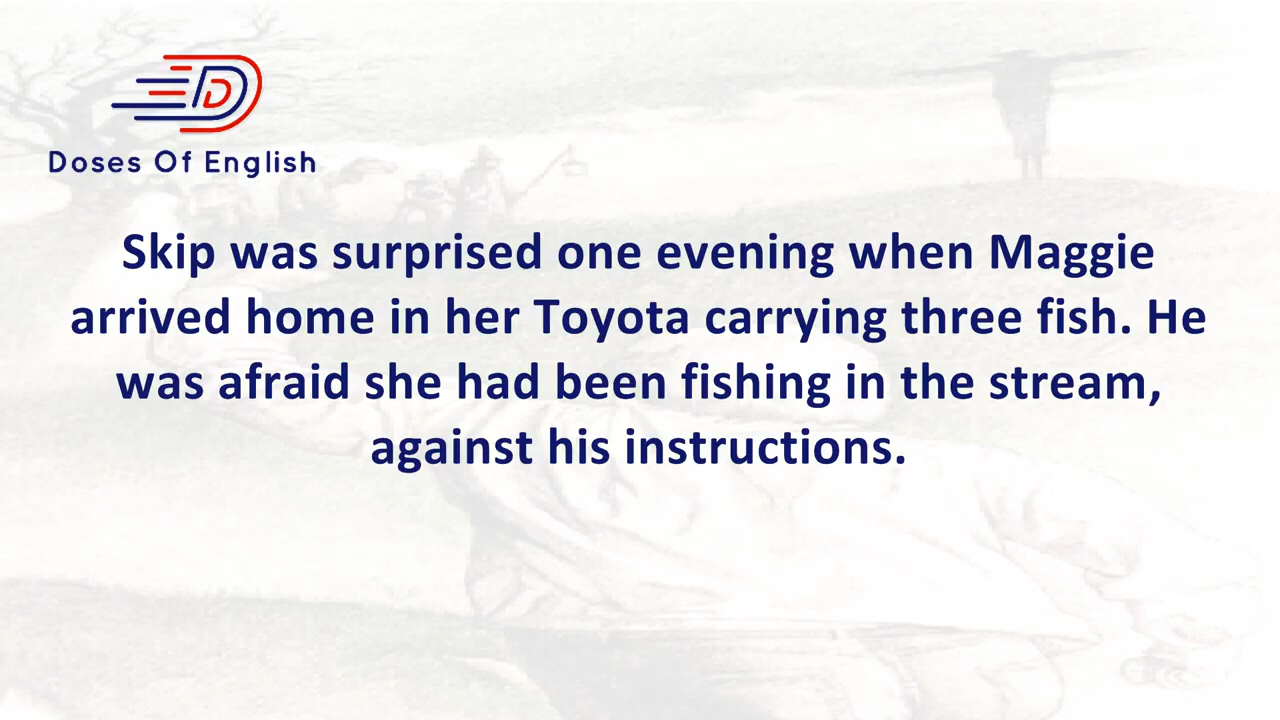 Doses Of English
Skip was surprised one evening when Maggie
arrived home in her Toyota carrying three fish. He
was afraid she had been fishing in the stream,
against his instructions.